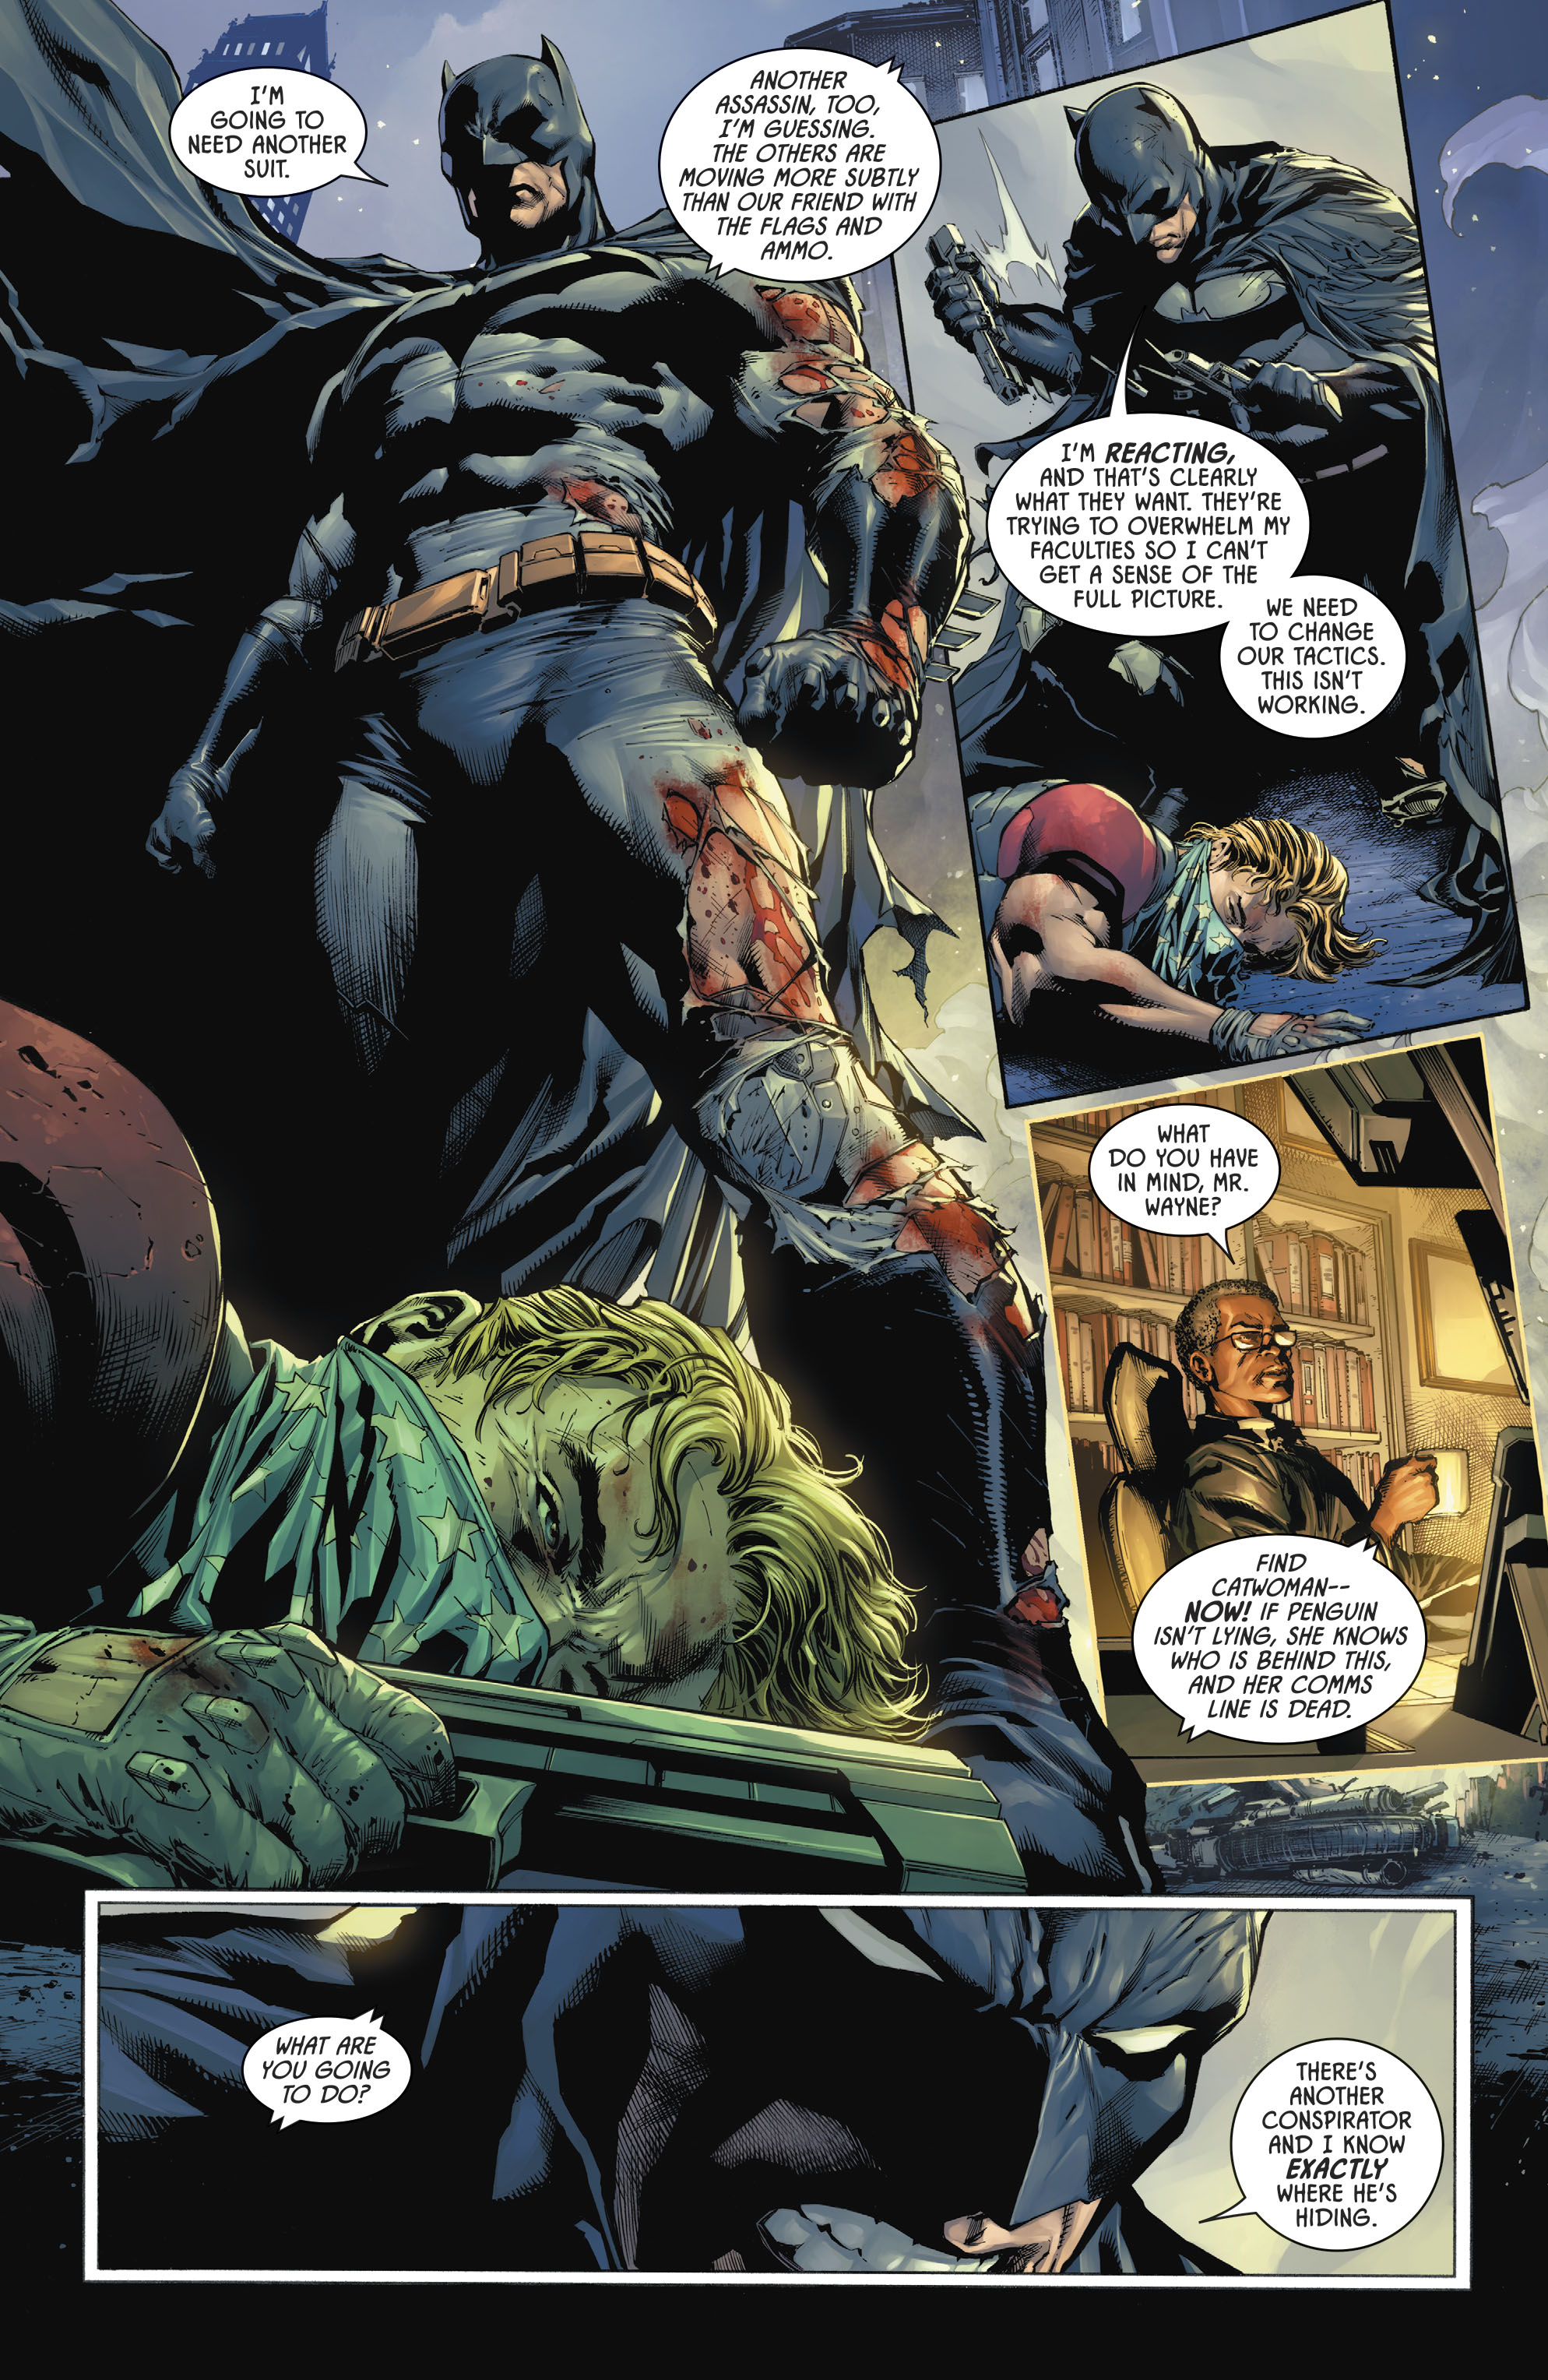 I'M
GOING TO
NEED ANOTHER
SUIT.
ANOTHER
ASSASSIN, TOO,
I'M GUESSING.
THE OTHERS ARE
MOVING MORE SUBTLY
THAN OUR FRIEND WITH
THE FLAGS AND
AMMO.
I'M REACTING,
AND THAT'S CLEARLY
WHAT THEY WANT. THEY'RE
TRYING TO OVERWHELM MY
FACULTIES SO I CAN'T
GET A SENSE OF THE
FULL PICTURE.
WE NEED
TO CHANGE
OUR TACTICS.
THIS ISN'T
WORKING.
WHAT
DO YOU HAVE
IN MIND, MR.
WAYNE?
FIND
CATWOMAN--
NOW! IF PENGUIN
ISN'T LYING, SHE KNOWS
WHO IS BEHIND THIS,
AND HER COMMS
LINE IS DEAD.
WHAT ARE
YOU GOING
TO DO?
THERE'S
ANOTHER
CONSPIRATOR
AND I KNOW
EXACTLY
WHERE HE'S
HIDING.